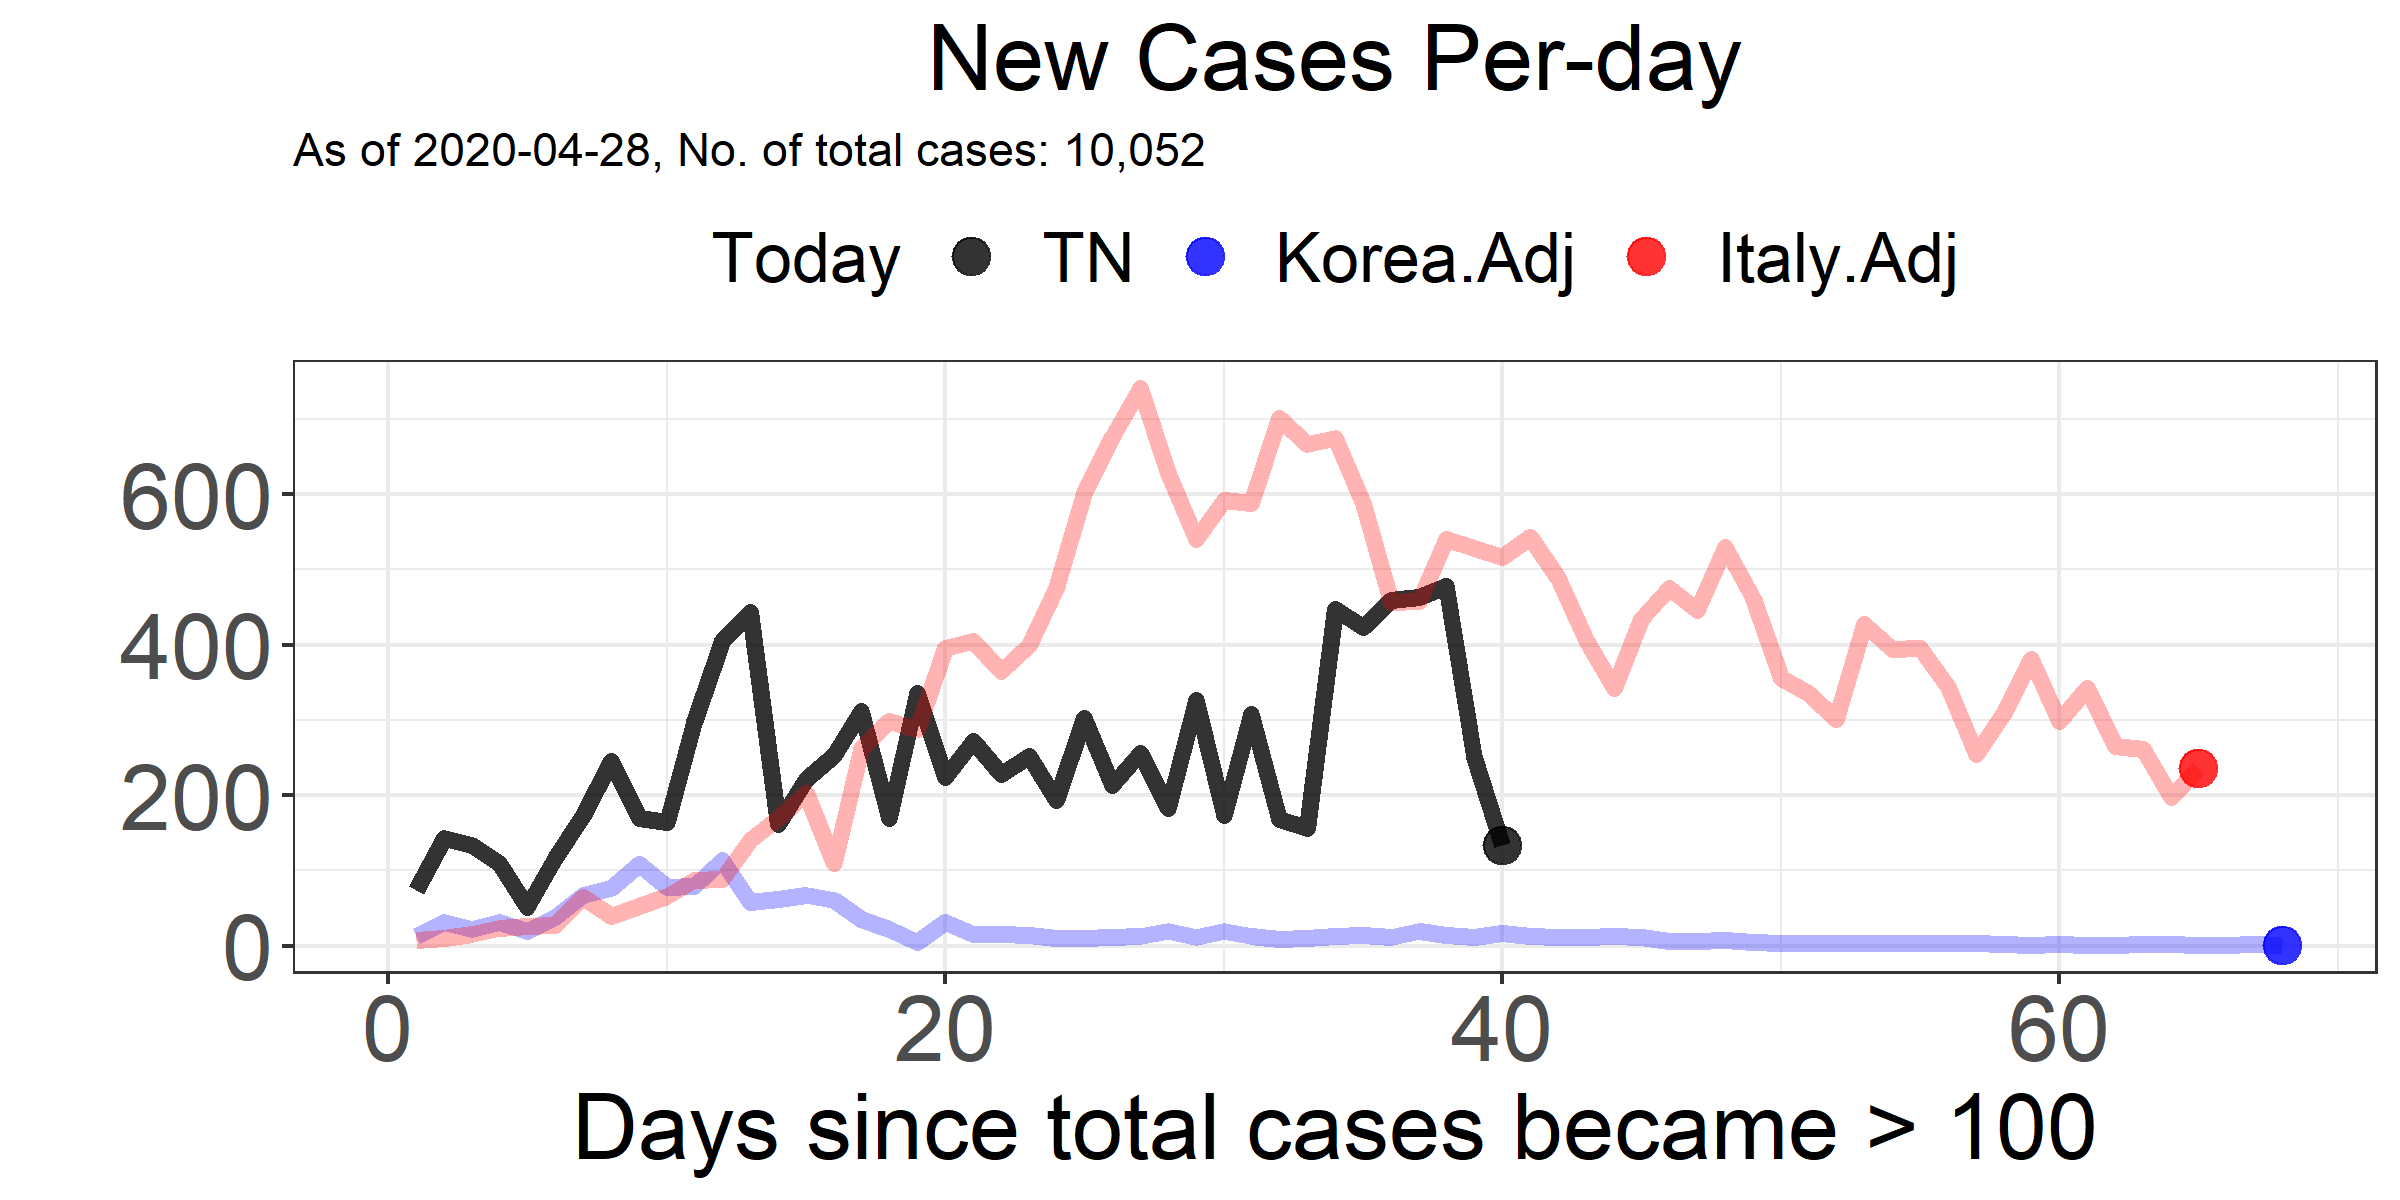 New Cases Per-day
As of 2020-04-28, No. of total cases: 10,052
Today TN Korea.Adj Italy.Adj
600
400
200
0
0 20 40 60
Days since total cases became > 100